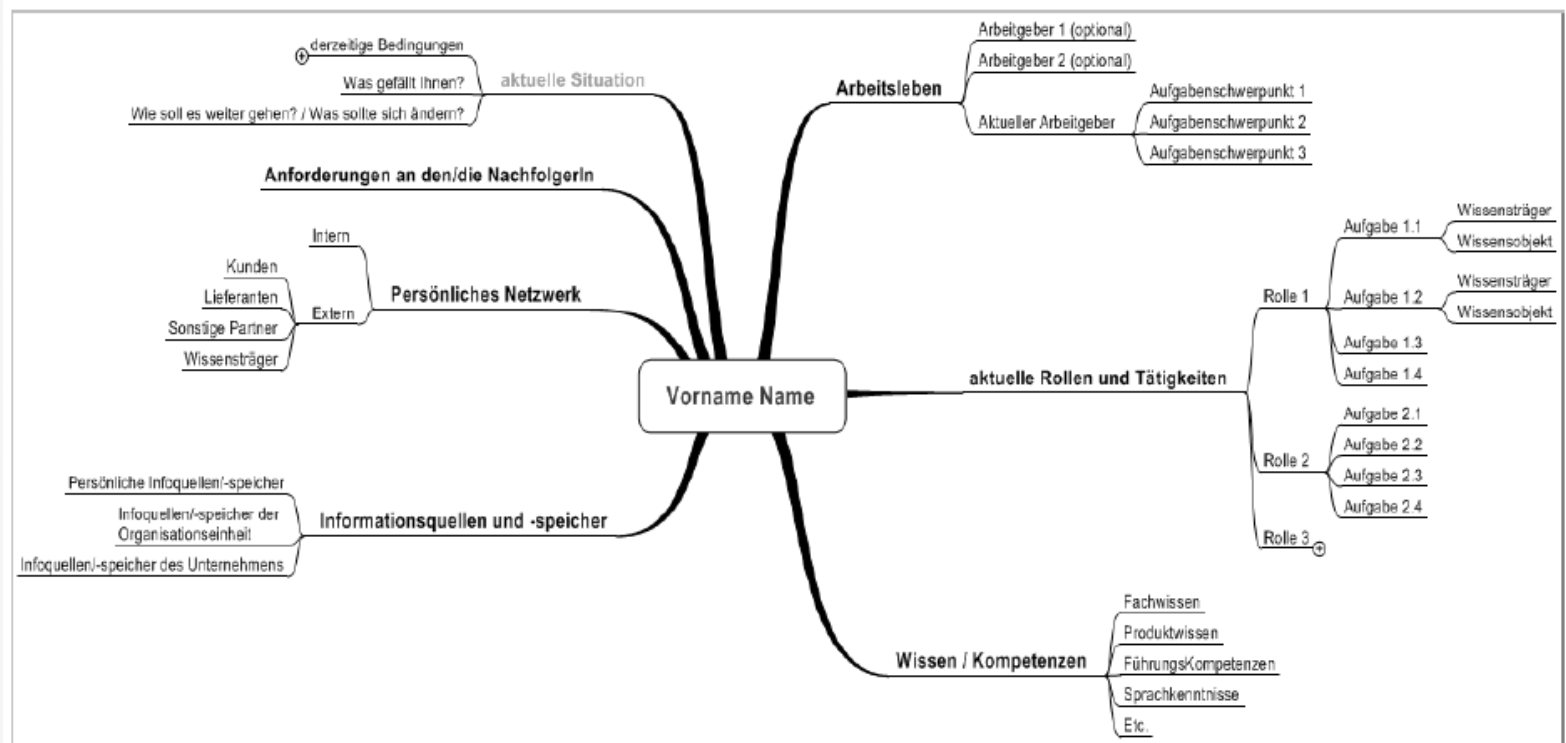 derzeitige Bedingungen
Was gefällt Ihnen?
Wie soll es weiter gehen? / Was sollte sich ändern?
aktuelle Situation
Anforderungen an den/die NachfolgerIn
Intern
Kunden
Lieferanten
Sonstige Partner
Wissensträger
Extern
Persönliches Netzwerk
Persönliche Infoquellen/-speicher
Infoquellen/-speicher der
Organisationseinheit
Infoquellen/-speicher des Unternehmens
Informationsquellen und -speicher
Vorname Name
Arbeitsleben
Arbeitgeber 1 (optional)
Arbeitgeber 2 (optional)
Aktueller Arbeitgeber
Aufgabenschwerpunkt 1
Aufgabenschwerpunkt 2
Aufgabenschwerpunkt 3
aktuelle Rollen und Tätigkeiten
Rolle 1
Aufgabe 1.1
Wissensträger
Wissensobjekt
Aufgabe 1.2
Wissensträger
Wissensobjekt
Aufgabe 1.3
Aufgabe 1.4
Rolle 2
Aufgabe 2.1
Aufgabe 2.2
Aufgabe 2.3
Aufgabe 2.4
Rolle 3
Wissen / Kompetenzen
Fachwissen
Produktwissen
FührungsKompetenzen
Sprachkenntnisse
Etc.